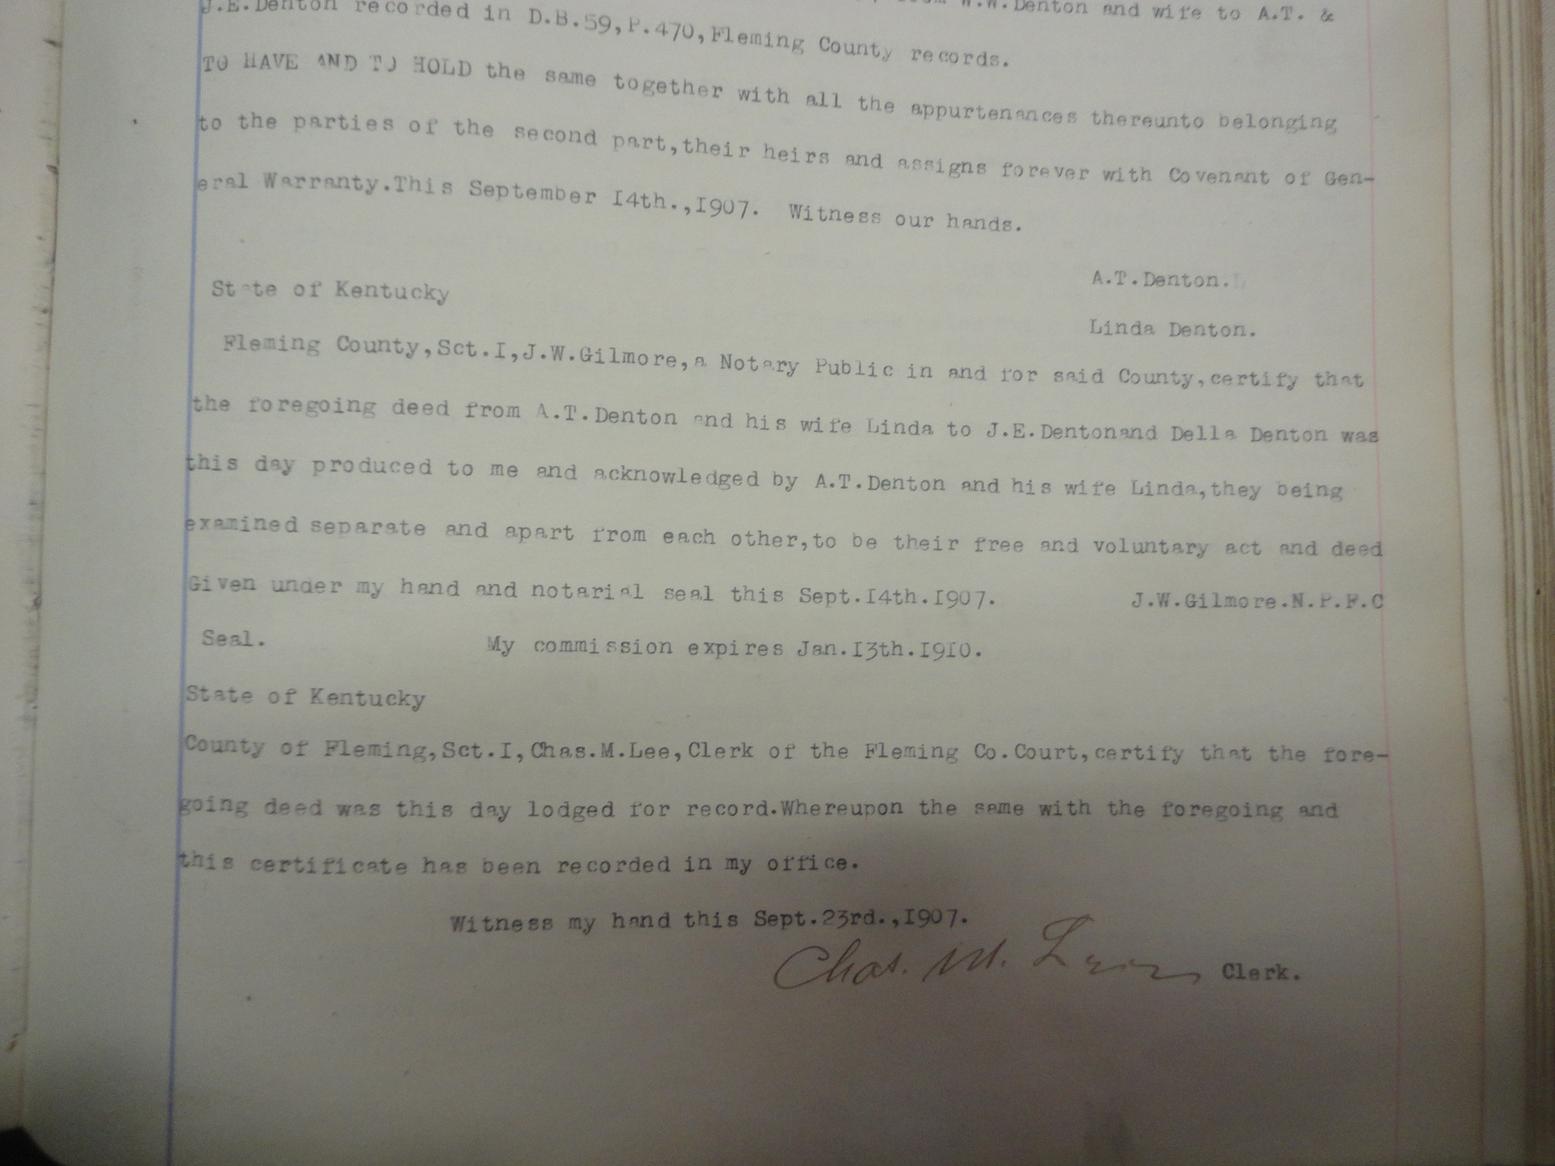 J.E.Denton recorded in D.B.59,P.470,Fleming County records. W.W.Denton and wife to A.T. &
TO HAVE AND TO HOLD the same together with all the appurtenances thereunto belonging
to the parties of the second part,their heirs and assigns forever with Covenant of Gen-
eral Warranty.This September I4th.,I907. Witness our hands.
A.T.Denton.
State of Kentucky
Linda Denton.
Fleming County,Sct.I,J.W.Gilmore,a Notary Public in and for said County,certify that
the foregoing deed from A.T.Denton and his wife Linda to J.E.Dentonand Della Denton was
this day produced to me and acknowledged by A.T.Denton and his wife Linda,they being
examined separate and apart from each other,to be their free and voluntary act and deed
Given under my hand and notarial seal this Sept.I4th.I907. J.W.Gilmore.N.P.F.C
Seal. My commission expires Jan.I3th.I9I0.
State of Kentucky
County of Fleming,Sct.I,Chas.M.Lee,Clerk of the Fleming Co.Court,certify that the fore-
going deed was this day lodged for record.Whereupon the same with the foregoing and
this certificate has been recorded in my office.
Witness my hand this Sept.23rd.,I907.
Chas. M. Clerk.